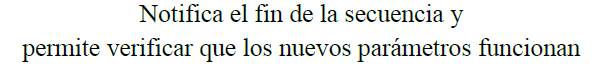 Notifica el fin de la secuencia y
permite verificar que los nuevos parámetros funcionan